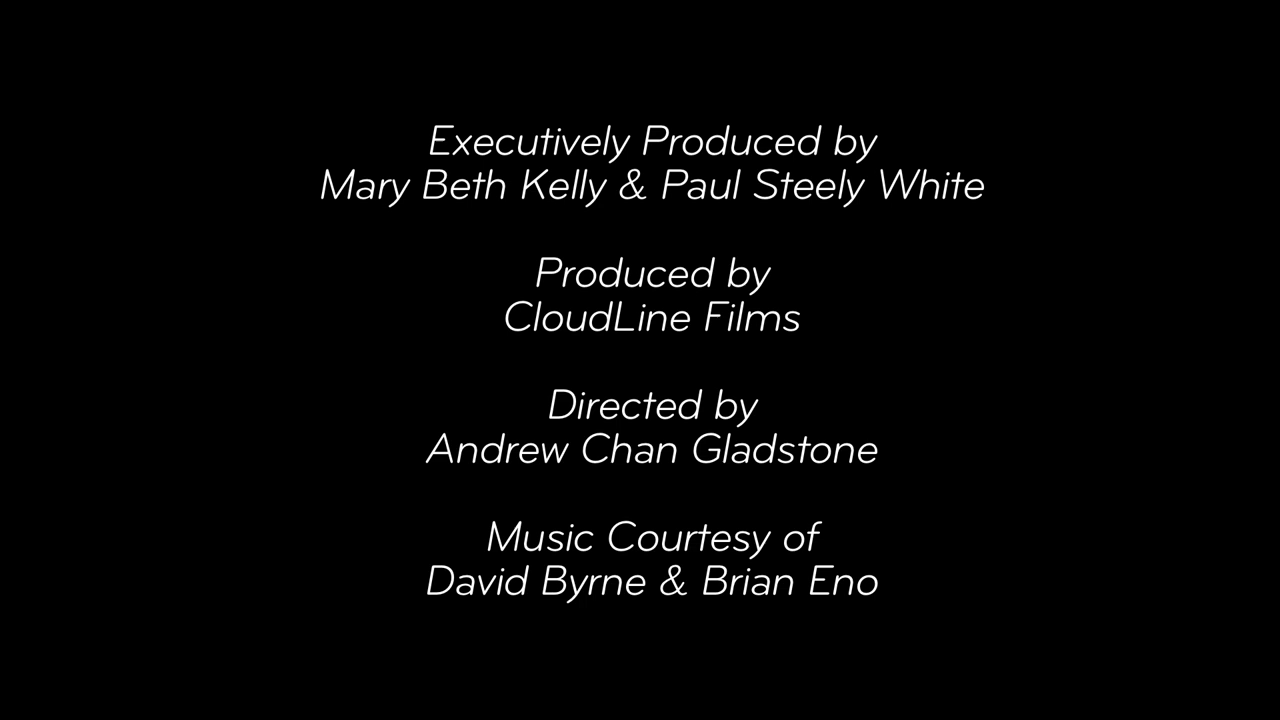 Executively Produced by
Mary Beth Kelly & Paul Steely White
Produced by
CloudLine Films
Directed by
Andrew Chan Gladstone
Music Courtesy of
David Byrne & Brian Eno